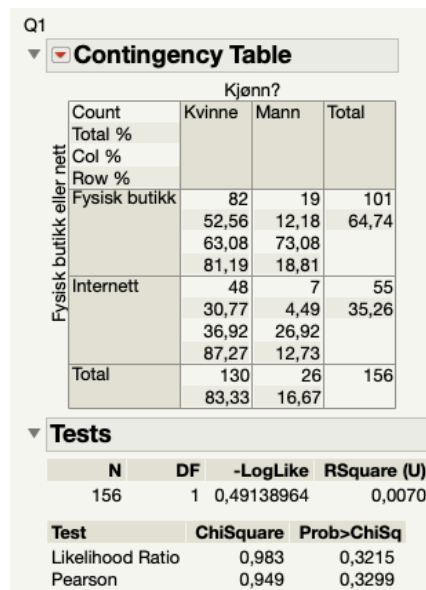 Q1
Contingency Table
Kjønn?
Fysisk butikk eller nett
Count Kvinne Mann Total
Total %
Col %
Row %
Fysisk butikk 82 19 101
52,56 12,18 64,74
63,08 73,08
81,19 18,81
Internett 48 7 55
30,77 4,49 35,26
36,92 26,92
87,27 12,73
Total 130 26 156
83,33 16,67
Tests
N DF -LogLike RSquare (U)
156 1 0,49138964 0,0070
Test ChiSquare Prob>ChiSq
Likelihood Ratio 0,983 0,3215
Pearson 0,949 0,3299